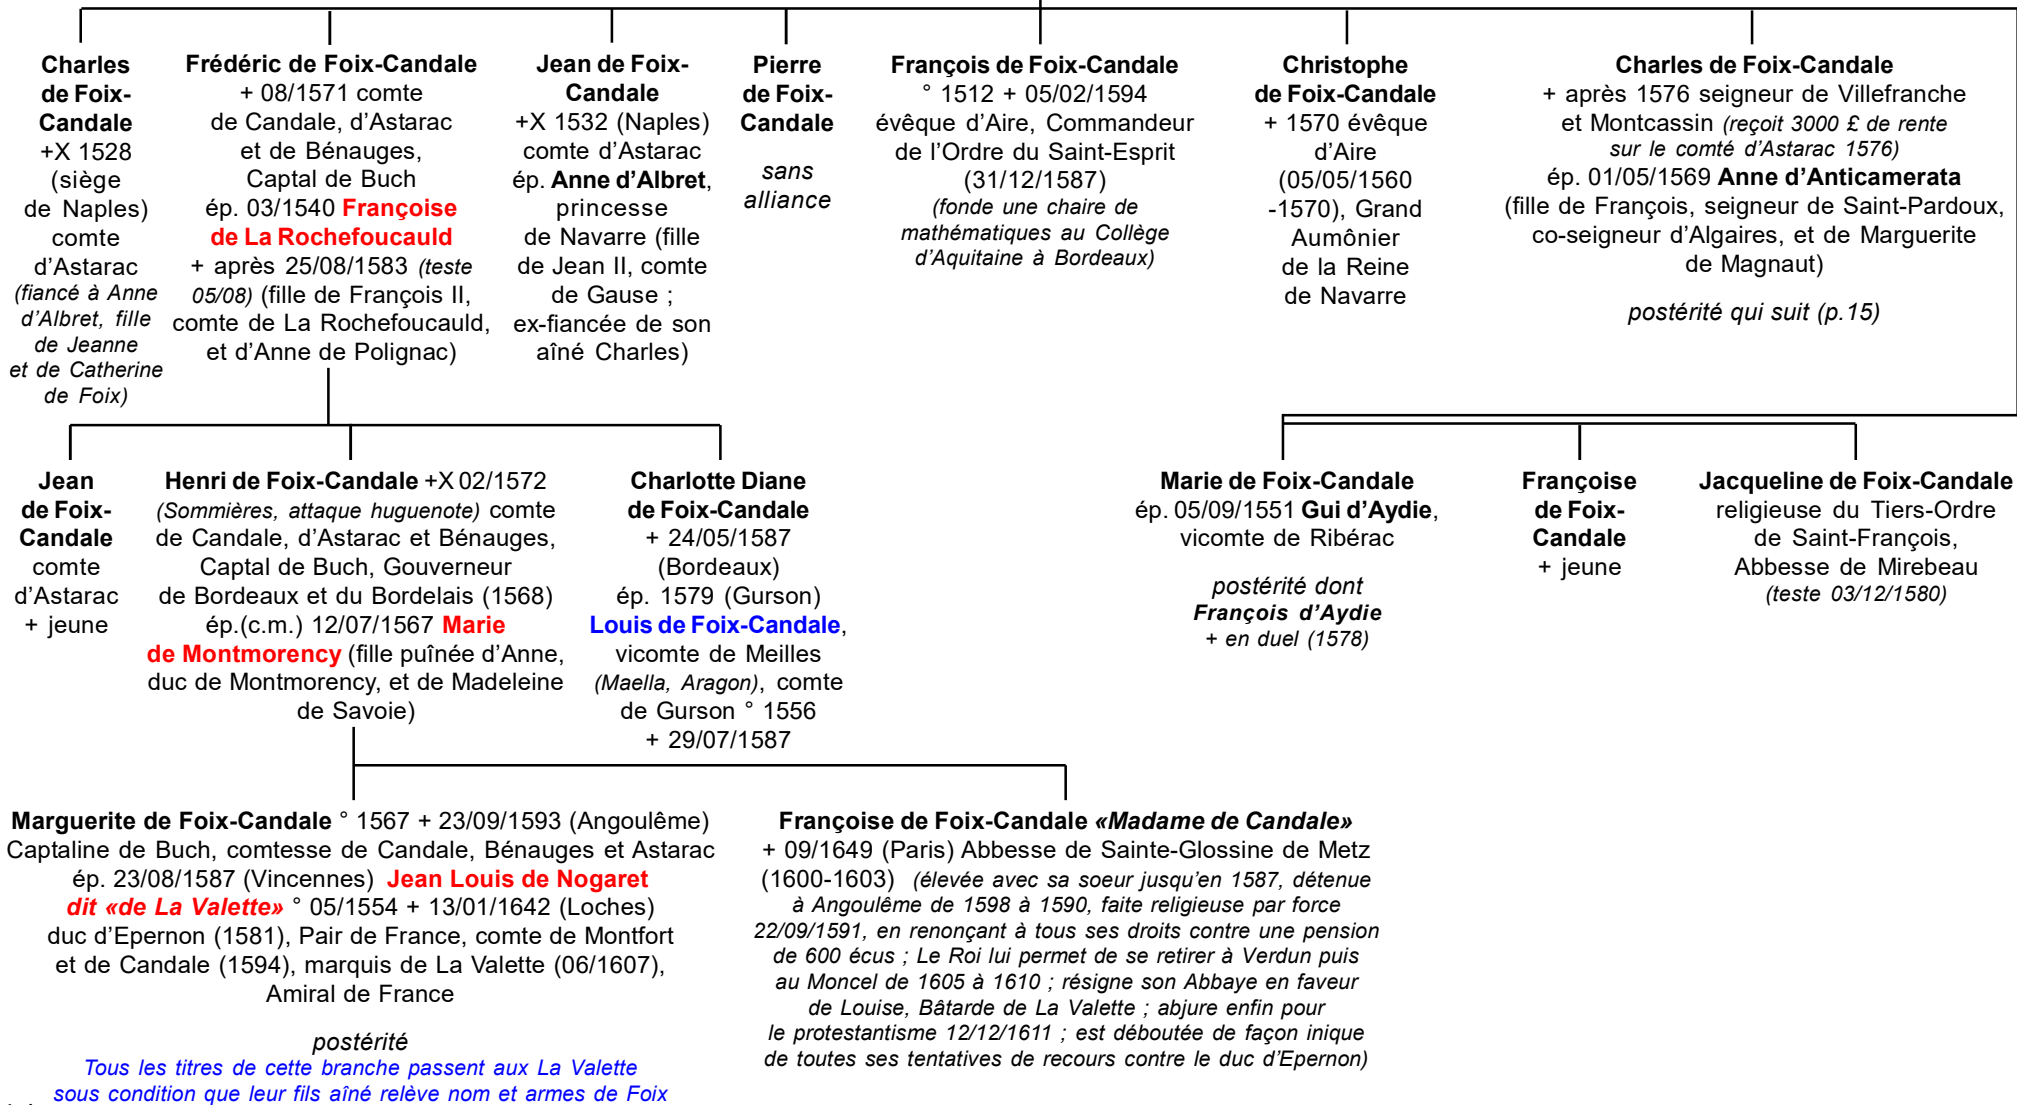 Charles
de Foix-
Candale
+X 1528
(siège
de Naples)
comte
d'Astarac
(fiancé à Anne
d'Albret, fille
de Jeanne
et de Catherine
de Foix)
Frédéric de Foix-Candale
+ 08/1571 comte
de Candale, d'Astarac
et de Bénauges,
Captal de Buch
ép. 03/1540 Françoise
de La Rochefoucauld
+ après 25/08/1583 (teste
05/08) (fille de François II,
comte de La Rochefoucauld,
et d'Anne de Polignac)
Jean de Foix-
Candale
+X 1532 (Naples)
comte d'Astarac
ép. Anne d'Albret,
princesse
de Navarre (fille
de Jean II, comte
de Gause ;
ex-fiancée de son
aîné Charles)
Pierre
de Foix-
Candale
sans
alliance
François de Foix-Candale
° 1512 + 05/02/1594
évêque d'Aire, Commandeur
de l'Ordre du Saint-Esprit
(31/12/1587)
(fonde une chaire de
mathématiques au Collège
d'Aquitaine à Bordeaux)
Christophe
de Foix-Candale
+ 1570 évêque
d'Aire
(05/05/1560
-1570), Grand
Aumônier
de la Reine
de Navarre
Charles de Foix-Candale
+ après 1576 seigneur de Villefranche
et Montcassin (reçoit 3000 £ de rente
sur le comté d'Astarac 1576)
ép. 01/05/1569 Anne d'Anticamerata
(fille de François, seigneur de Saint-Pardoux,
co-seigneur d'Algaires, et de Marguerite
de Magnaut)
postérité qui suit (p.15)
Jean
de Foix-
Candale
comte
d'Astarac
+ jeune
Henri de Foix-Candale +X 02/1572
(Sommières, attaque huguenote) comte
de Candale, d'Astarac et Bénauges,
Captal de Buch, Gouverneur
de Bordeaux et du Bordelais (1568)
ép.(c.m.) 12/07/1567 Marie
de Montmorency (fille puînée d'Anne,
duc de Montmorency, et de Madeleine
de Savoie)
Charlotte Diane
de Foix-Candale
+ 24/05/1587
(Bordeaux)
ép. 1579 (Gurson)
Louis de Foix-Candale,
vicomte de Meilles
(Maella, Aragon), comte
de Gurson ° 1556
+ 29/07/1587
Marie de Foix-Candale
ép. 05/09/1551 Gui d'Aydie,
vicomte de Ribérac
postérité dont
François d'Aydie
+ en duel (1578)
Françoise
de Foix-
Candale
+ jeune
Jacqueline de Foix-Candale
religieuse du Tiers-Ordre
de Saint-François,
Abbesse de Mirebeau
(teste 03/12/1580)
Marguerite de Foix-Candale ° 1567 + 23/09/1593 (Angoulême)
Captaline de Buch, comtesse de Candale, Bénauges et Astarac
ép. 23/08/1587 (Vincennes) Jean Louis de Nogaret
dit «de La Valette» ° 05/1554 + 13/01/1642 (Loches)
duc d'Epernon (1581), Pair de France, comte de Montfort
et de Candale (1594), marquis de La Valette (06/1607),
Amiral de France
postérité
Tous les titres de cette branche passent aux La Valette
sous condition que leur fils aîné relève nom et armes de Foix
Françoise de Foix-Candale «Madame de Candale»
+ 09/1649 (Paris) Abbesse de Sainte-Glossine de Metz
(1600-1603) (élevée avec sa soeur jusqu'en 1587, détenue
à Angoulême de 1598 à 1590, faite religieuse par force
22/09/1591, en renonçant à tous ses droits contre une pension
de 600 écus ; Le Roi lui permet de se retirer à Verdun puis
au Moncel de 1605 à 1610 ; résigne son Abbaye en faveur
de Louise, Bâtarde de La Valette ; abjure enfin pour
le protestantisme 12/12/1611 ; est déboutée de façon inique
de toutes ses tentatives de recours contre le duc d'Epernon)